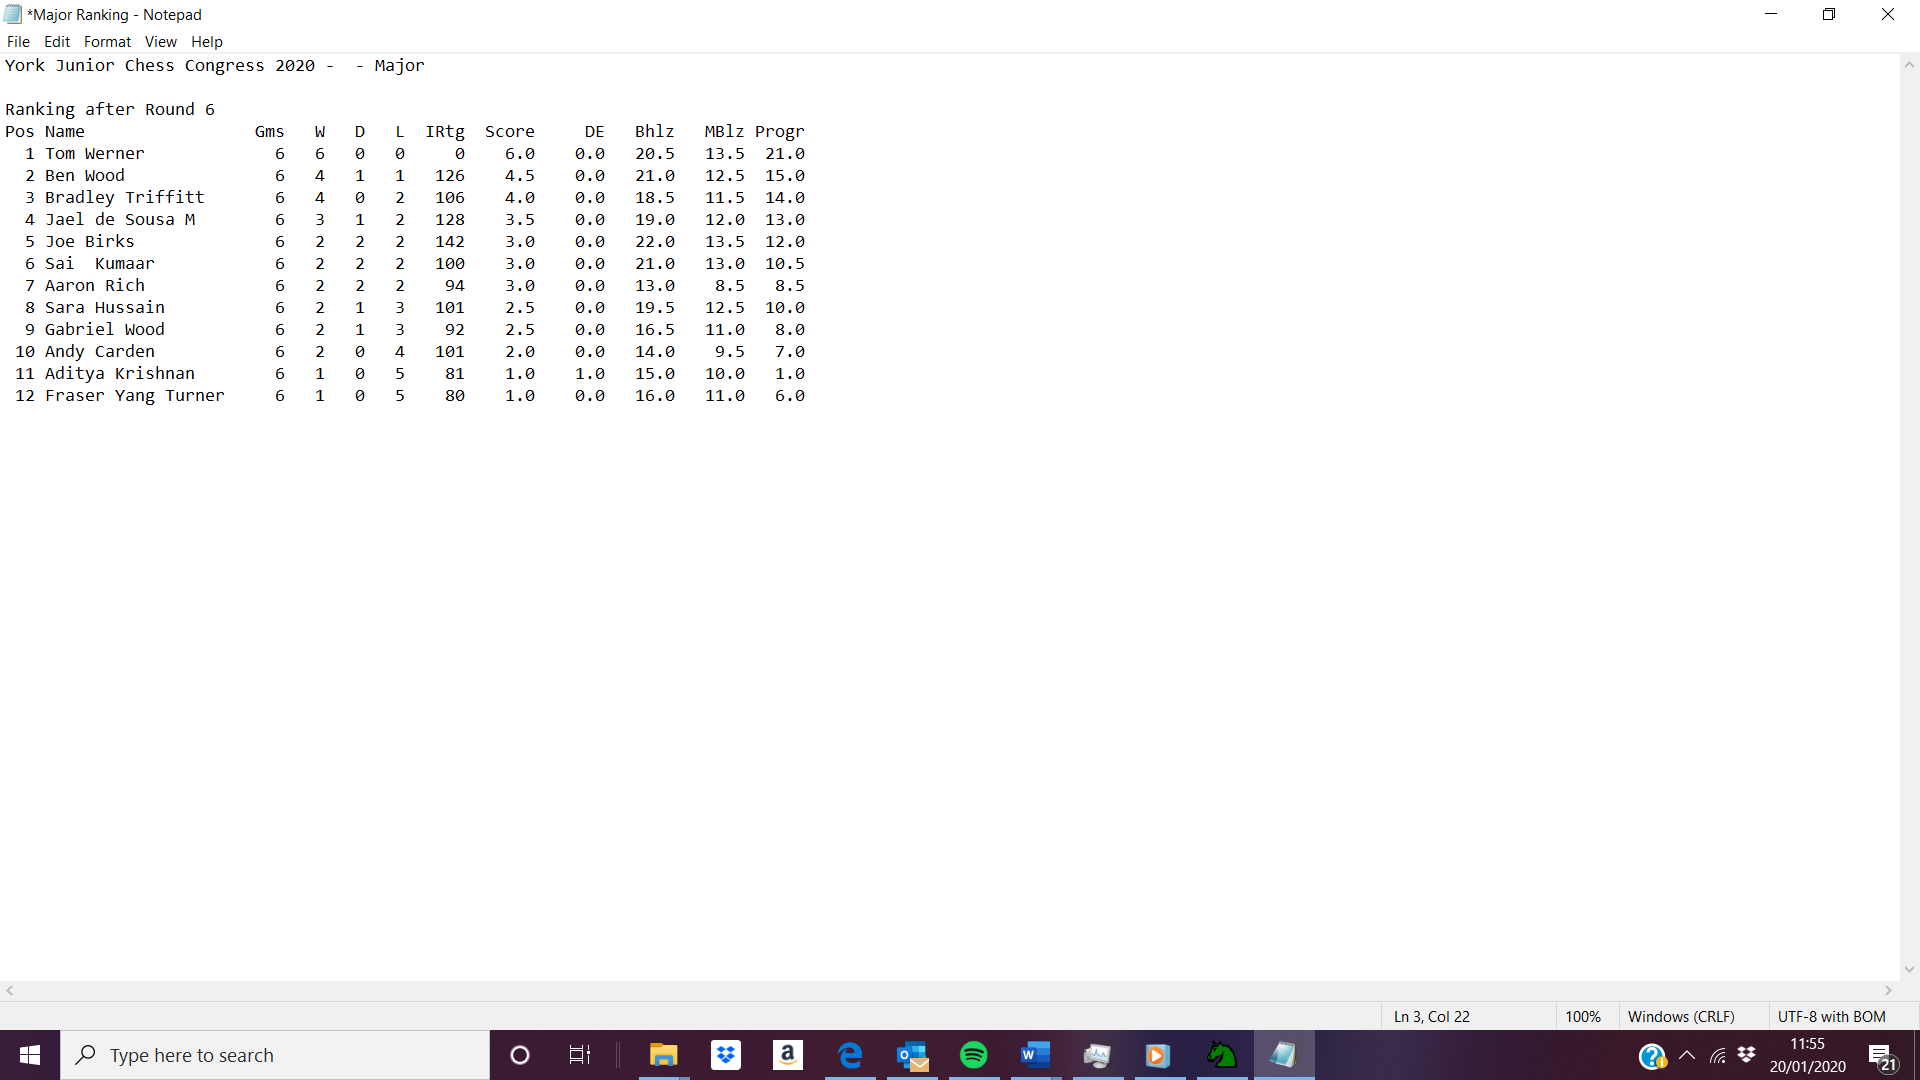 *Major Ranking - Notepad
File Edit Format View Help
York Junior Chess Congress 2020 -  - Major
Ranking after Round 6
Pos Name Gms W D L IRtg Score DE Bhlz MBlz Progr
1 Tom Werner 6 6 0 0 0 6.0 0.0 20.5 13.5 21.0
2 Ben Wood 6 4 1 1 126 4.5 0.0 21.0 12.5 15.0
3 Bradley Triffitt 6 4 0 2 106 4.0 0.0 18.5 11.5 14.0
4 Jael de Sousa M 6 3 1 2 128 3.5 0.0 19.0 12.0 13.0
5 Joe Birks 6 2 2 2 142 3.0 0.0 22.0 13.5 12.0
6 Sai  Kumaar 6 2 2 2 100 3.0 0.0 21.0 13.0 10.5
7 Aaron Rich 6 2 2 2 94 3.0 0.0 13.0 8.5 8.5
8 Sara Hussain 6 2 1 3 101 2.5 0.0 19.5 12.5 10.0
9 Gabriel Wood 6 2 1 3 92 2.5 0.0 16.5 11.0 8.0
10 Andy Carden 6 2 0 4 101 2.0 0.0 14.0 9.5 7.0
11 Aditya Krishnan 6 1 0 5 81 1.0 1.0 15.0 10.0 1.0
12 Fraser Yang Turner 6 1 0 5 80 1.0 0.0 16.0 11.0 6.0
Ln 3, Col 22 100% Windows (CRLF) UTF-8 with BOM
Type here to search
11:55
20/01/2020
21